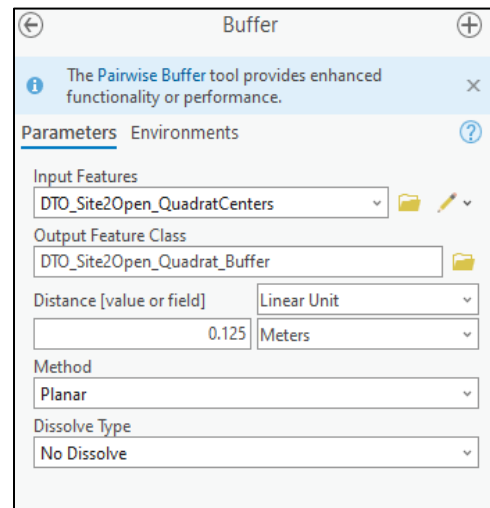 Buffer
The Pairwise Buffer tool provides enhanced
functionality or performance.
Parameters Environments
Input Features
DTO_Site2Open_QuadratCenters
Output Feature Class
DTO_Site2Open_Quadrat_Buffer
Distance [value or field] Linear Unit
0.125 Meters
Method
Planar
Dissolve Type
No Dissolve